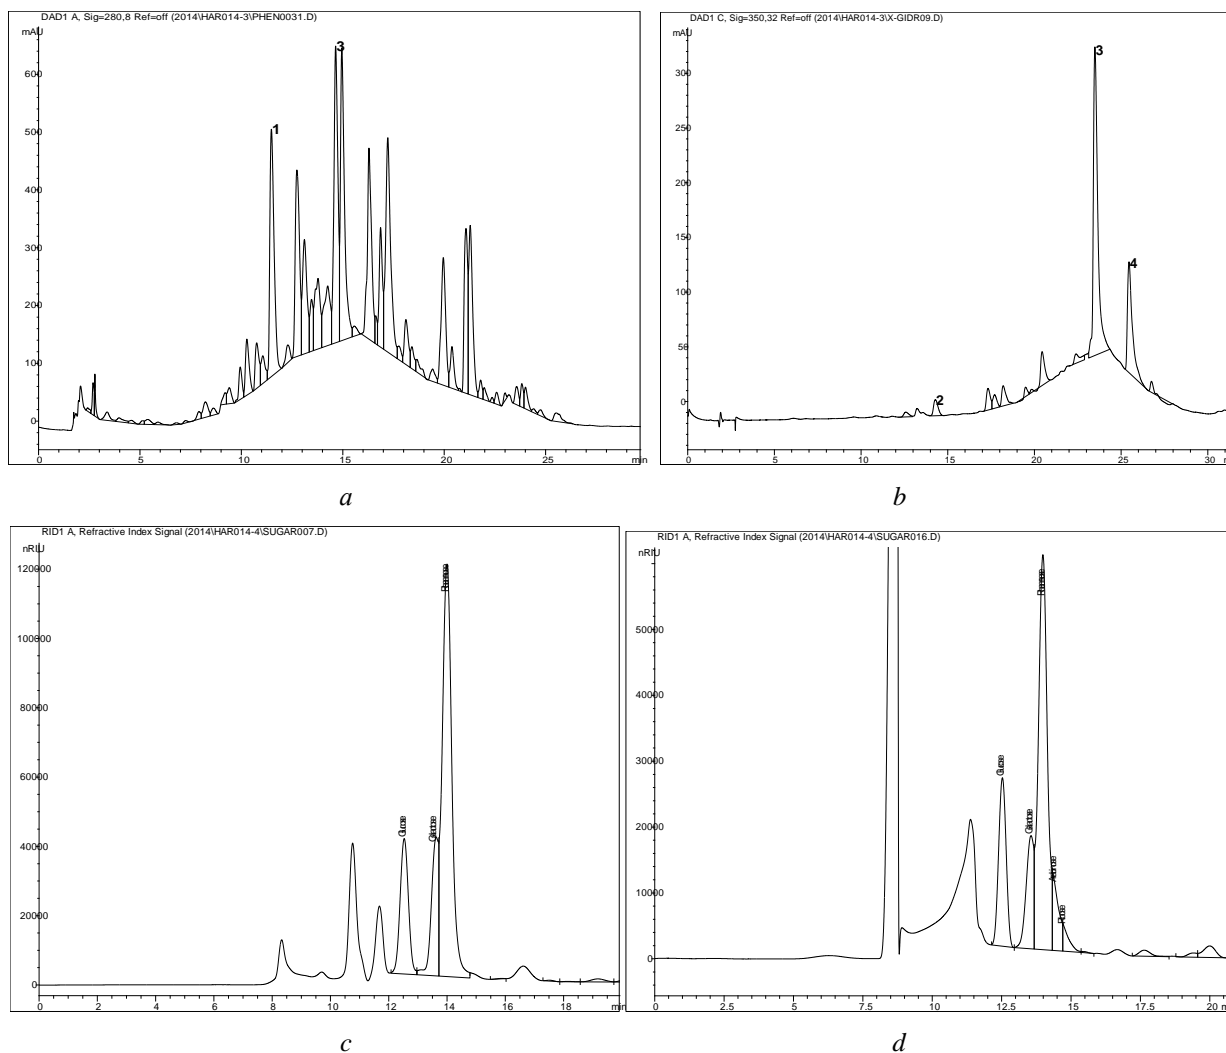 DAD1 A, Sig=280,8 Ref=off (2014\HAR014-3\PHEN0031.D)
mAU
600
500
400
300
200
100
0
1
3
0 5 10 15 20 25 min
a
DAD1 C, Sig=350,32 Ref=off (2014\HAR014-3\X-GIDR09.D)
mAU
300
250
200
150
100
50
0
2
3
4
0 5 10 15 20 25 30
b
RID1 A, Refractive Index Signal (2014\HAR014-4\SUGAR007.D)
nRIU
120000
100000
80000
60000
40000
20000
0
Glucose
Galactose
0 2 4 6 8 10 12 14 16 18 min
c
RID1 A, Refractive Index Signal (2014\HAR014-4\SUGAR016.D)
nRIU
50000
40000
30000
20000
10000
0
Glucose
Galactose
Arabinose
0 2.5 5 7.5 10 12.5 15 17.5 20
d